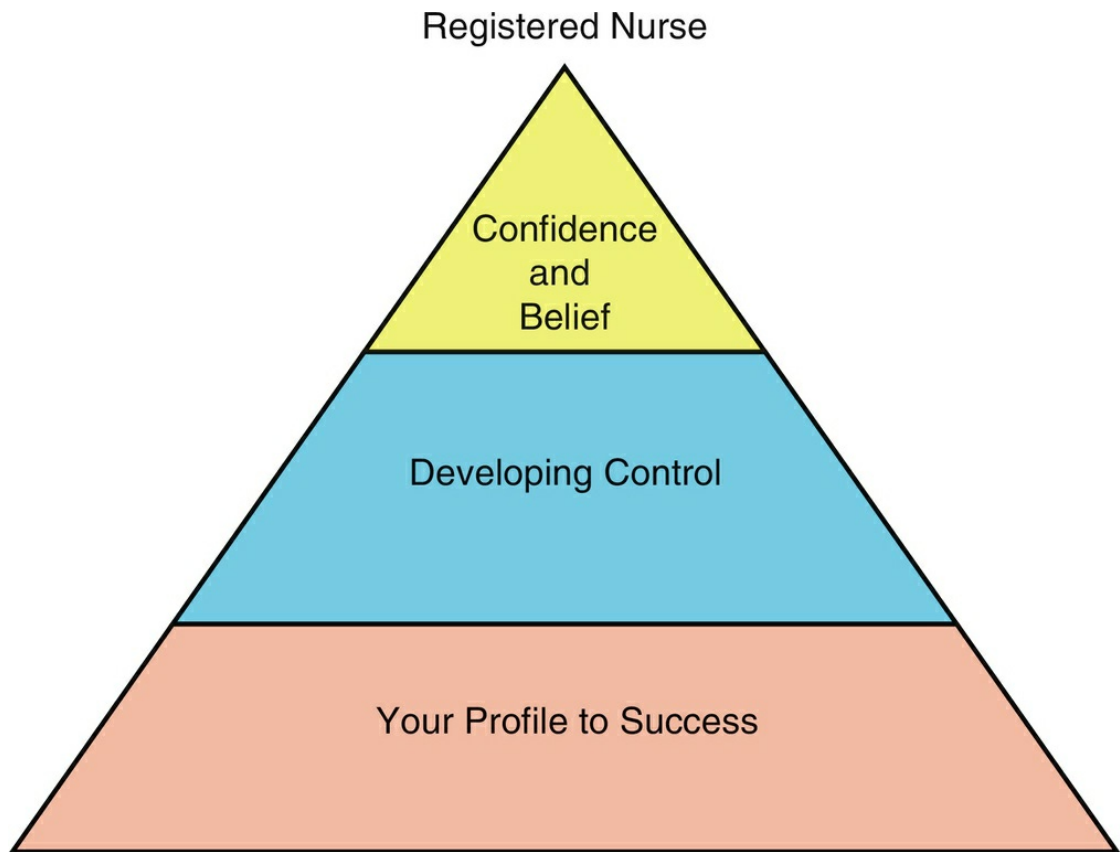 Registered Nurse
Confidence
and
Belief
Developing Control
Your Profile to Success